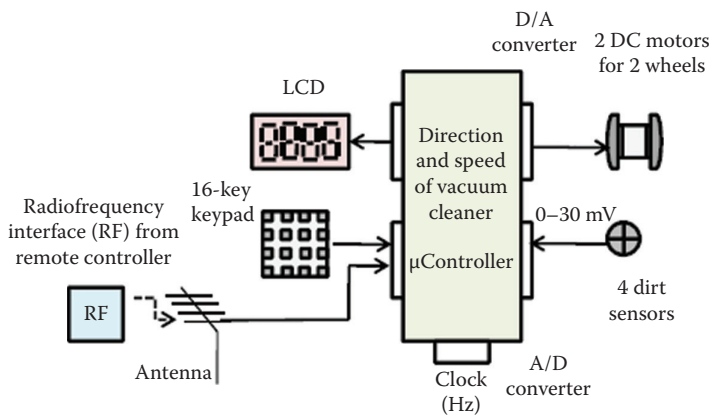 D/A
converter
2 DC motors
for 2 wheels
LCD
Direction
and speed
of vacuum
cleaner
μController
16-key
keypad
Radiofrequency
interface (RF) from
remote controller
0–30 mV
RF
4 dirt
sensors
Antenna
Clock
(Hz)
A/D
converter